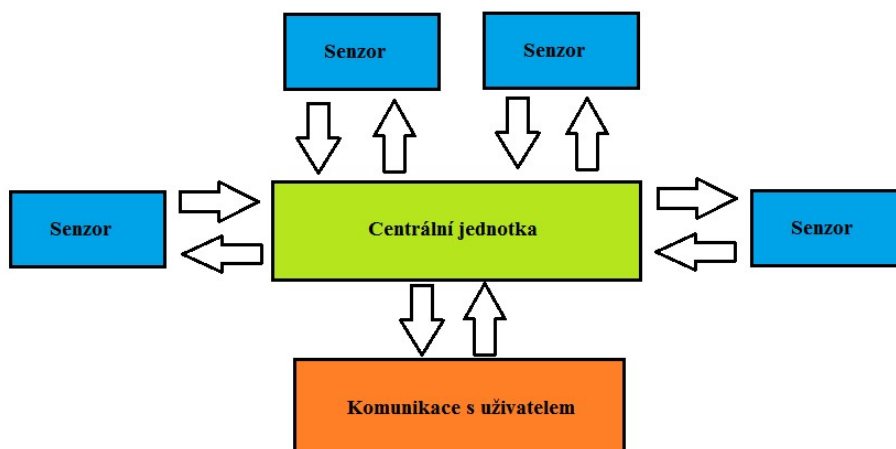 Senzor
Senzor
Senzor
Centrální jednotka
Senzor
Komunikace s uživatelem